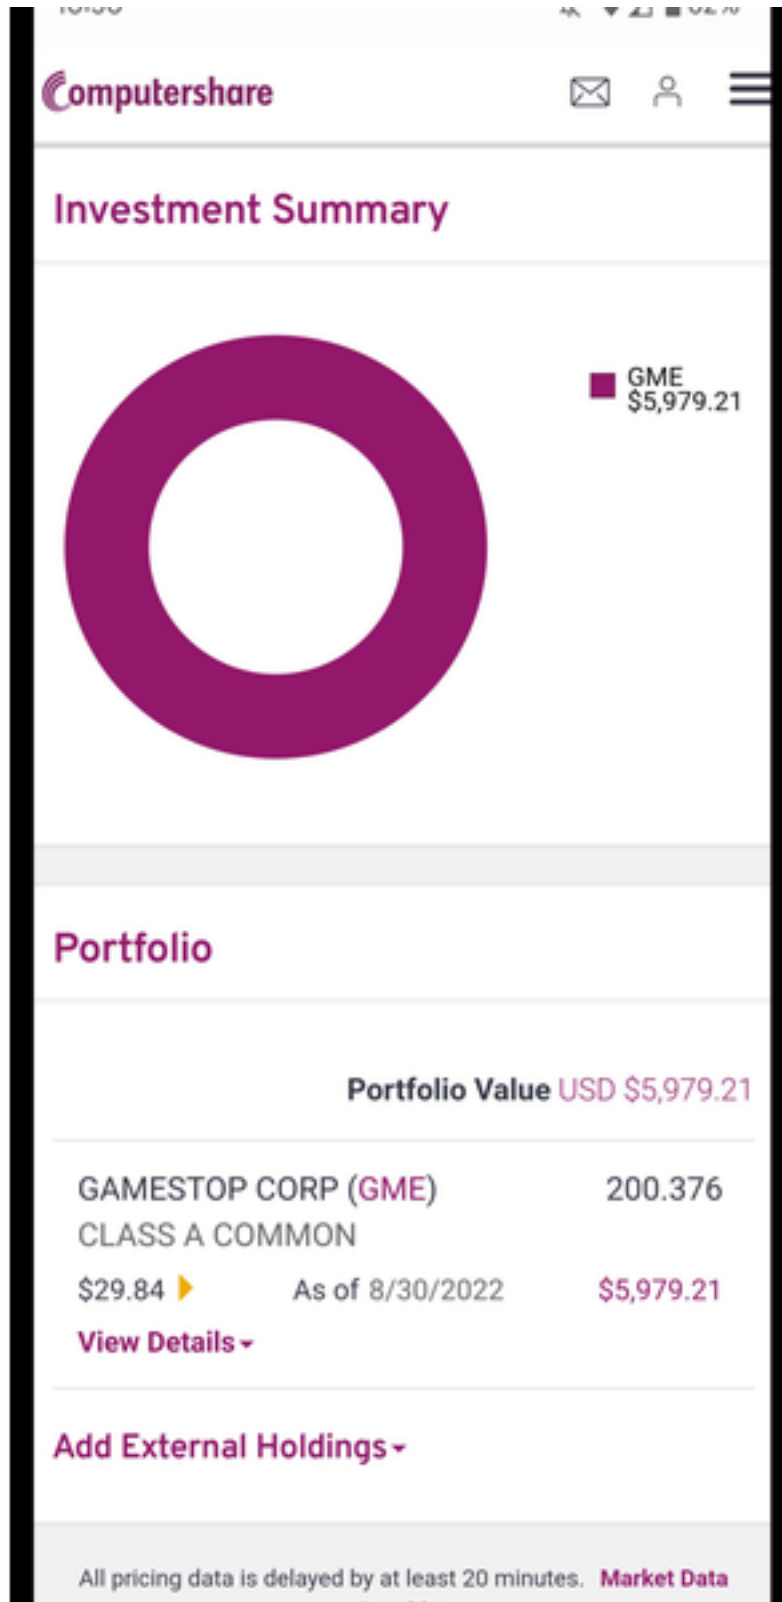 Computershare
Investment Summary
GME
$5,979.21
Portfolio
Portfolio Value USD $5,979.21
GAMESTOP CORP (GME) 200.376
CLASS A COMMON
$29.84 As of 8/30/2022 $5,979.21
View Details
Add External Holdings
All pricing data is delayed by at least 20 minutes. Market Data